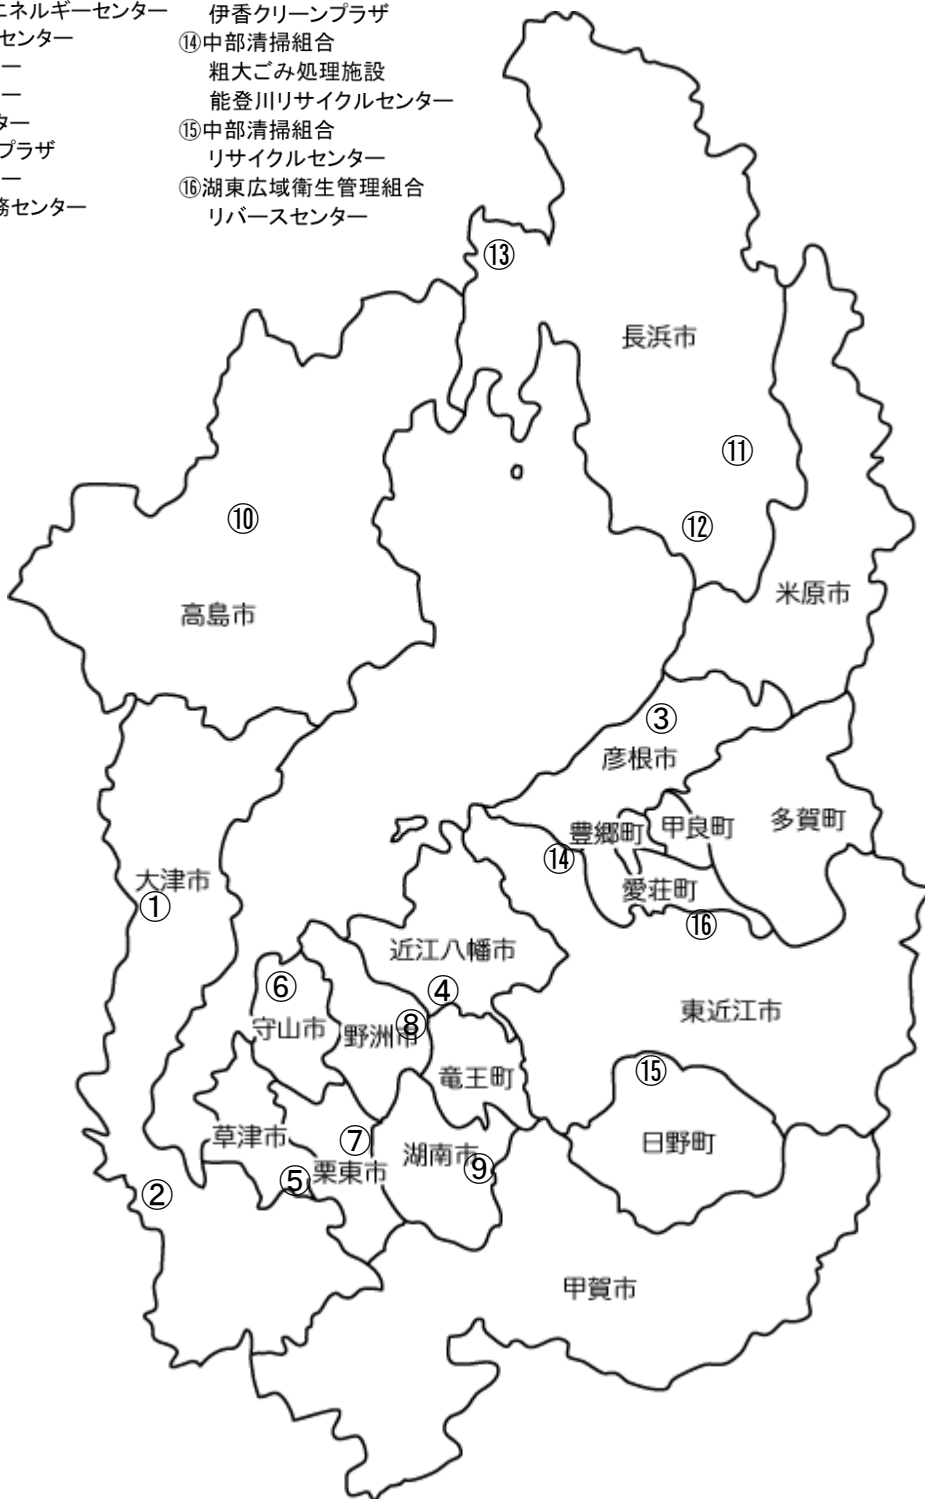 エネルギーセンター
センター
ー
ー
ター
プラザ
ー
務センター
伊香クリーンプラザ
⑭中部清掃組合
粗大ごみ処理施設
能登川リサイクルセンター
⑮中部清掃組合
リサイクルセンター
⑯湖東広域衛生管理組合
リバースセンター
⑬
長浜市
⑪
⑩
⑫
米原市
高島市
③
彦根市
豊郷町
甲良町
多賀町
⑭
大津市
①
愛荘町
⑯
近江八幡市
⑥
④
東近江市
守山市
野洲市
⑧
竜王町
⑮
草津市
⑦
日野町
湖南市
⑨
栗東市
⑤
②
甲賀市